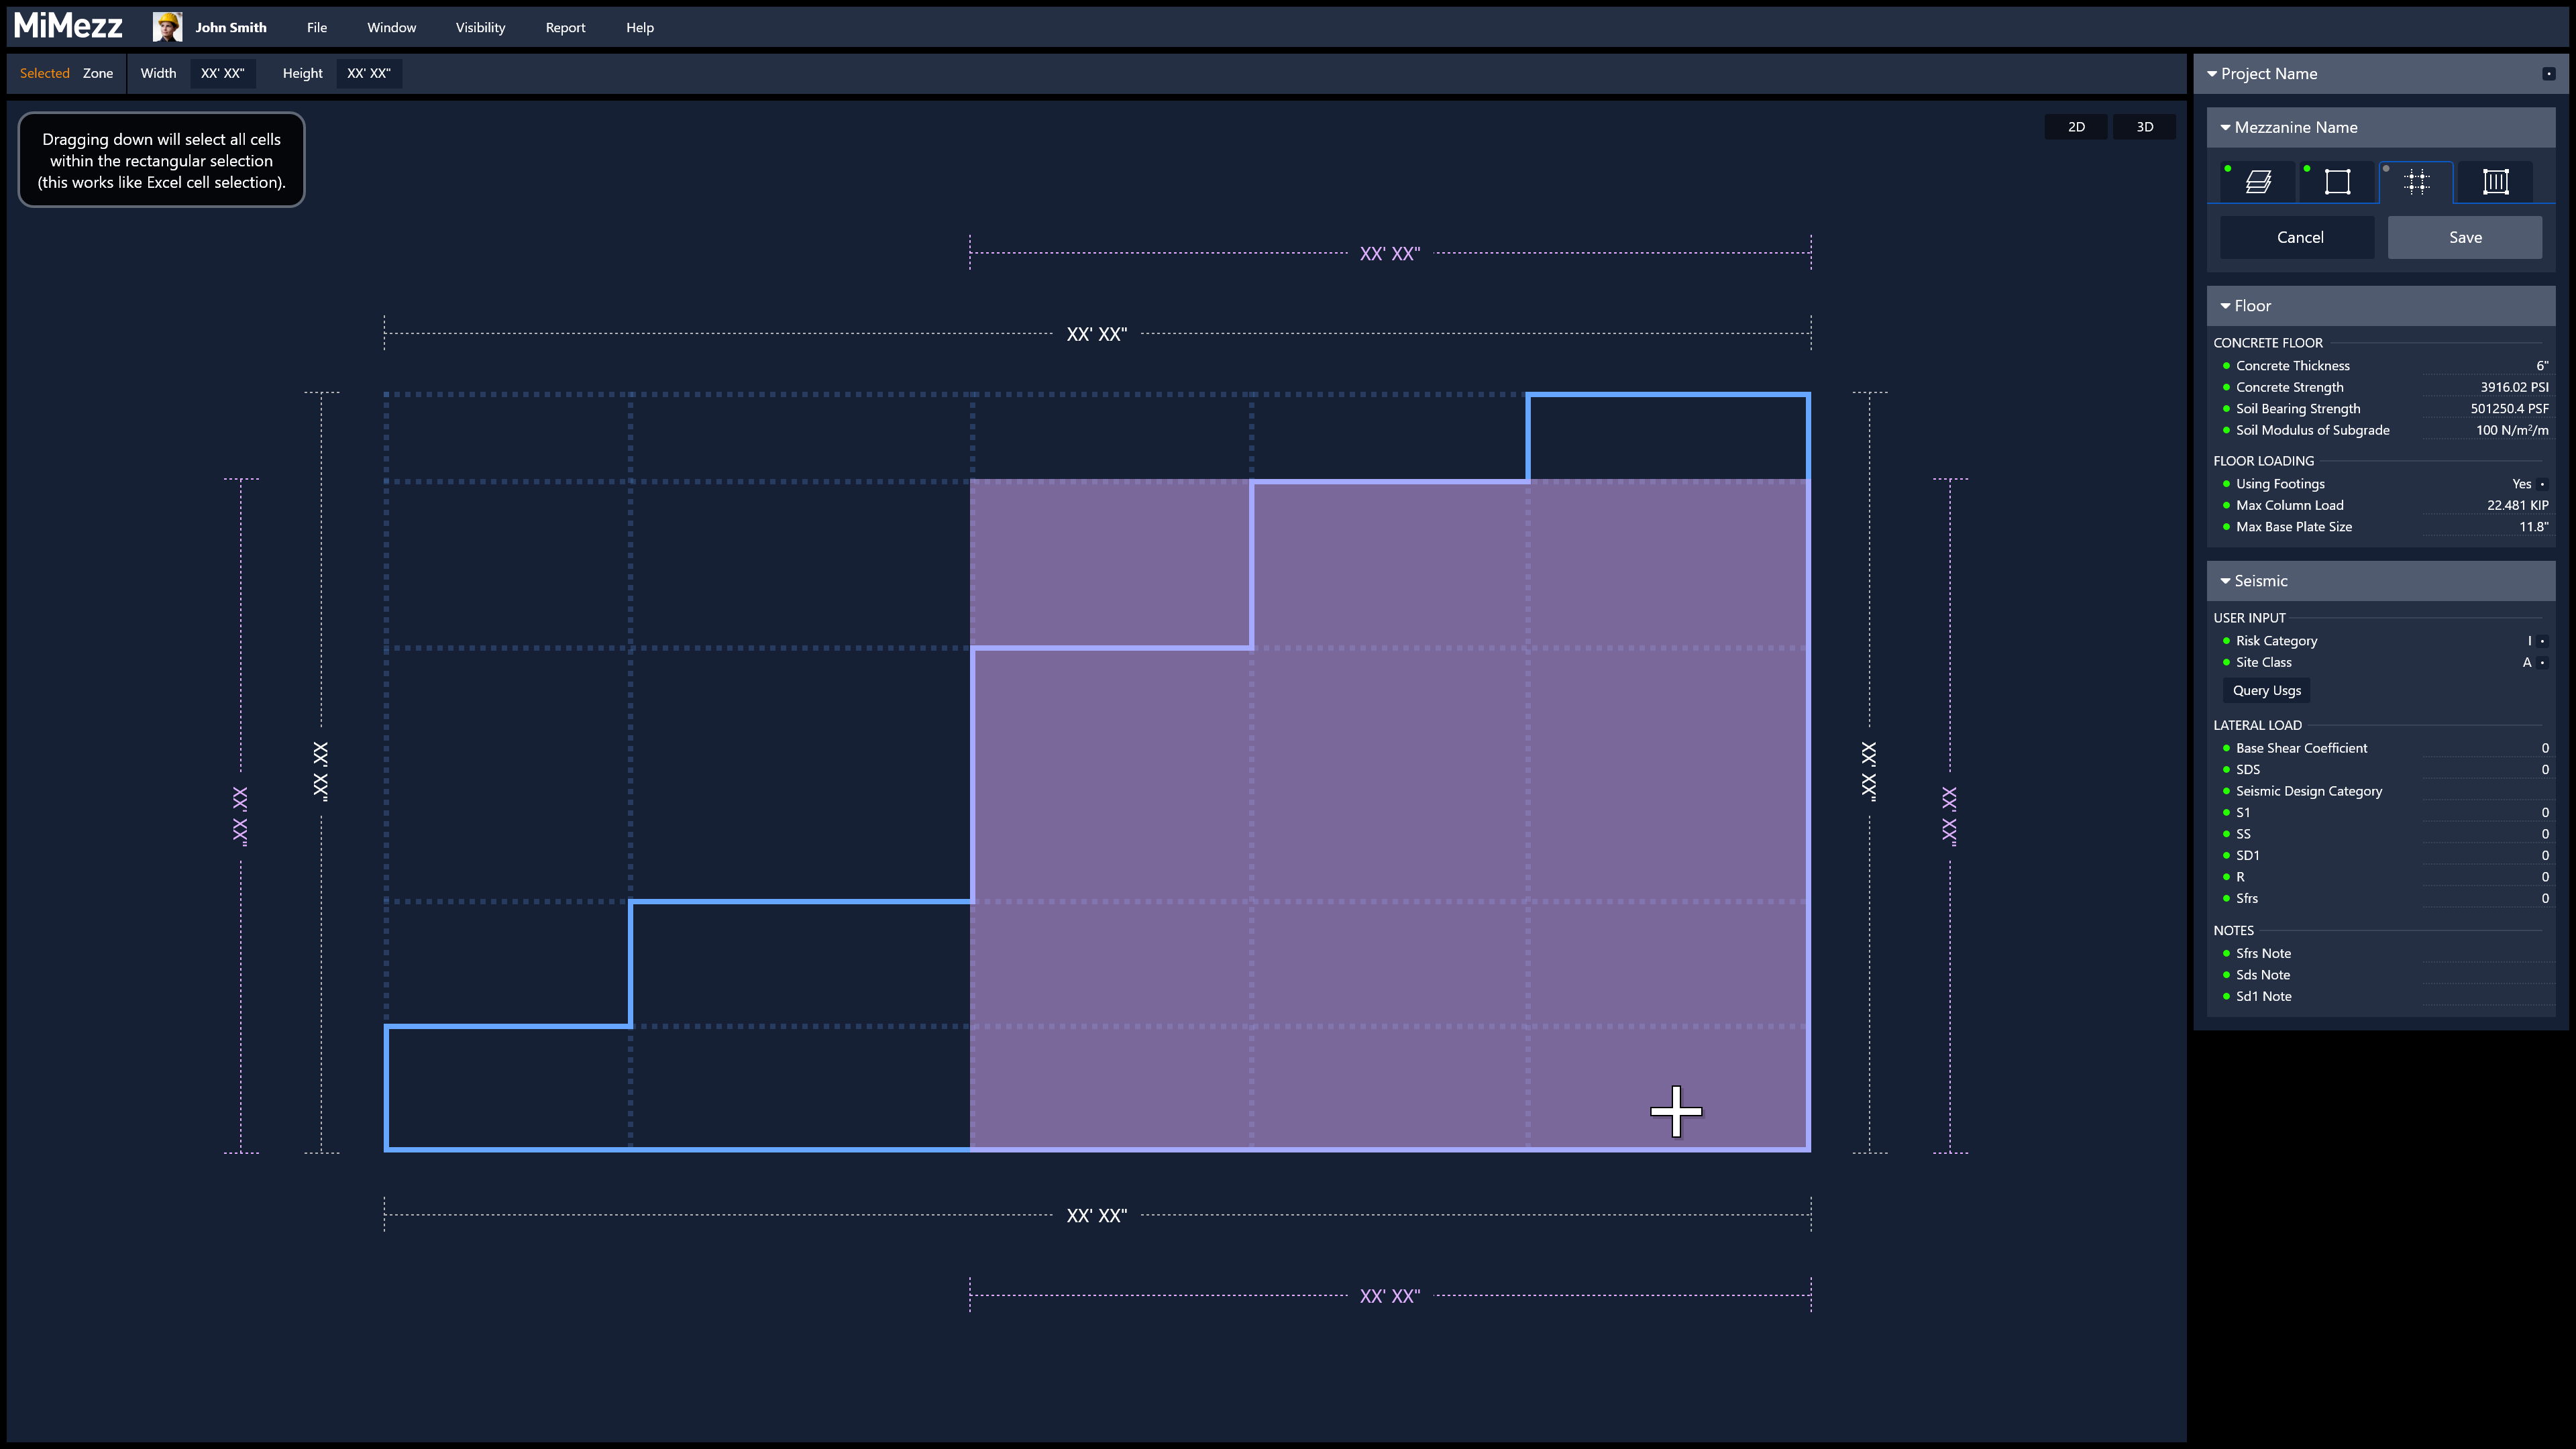 MiMezz
John Smith
File
Window
Visibility
Report
Help
Selected Zone
Width XX' XX"
Height XX' XX"
Dragging down will select all cells
within the rectangular selection
(this works like Excel cell selection).
2D
3D
XX' XX"
XX' XX"
XX' XX"
XX' XX"
XX' XX"
XX' XX"
XX' XX"
XX' XX"
Project Name
Mezzanine Name
Cancel
Save
Floor
CONCRETE FLOOR
Concrete Thickness 6"
Concrete Strength 3916.02 PSI
Soil Bearing Strength 501250.4 PSF
Soil Modulus of Subgrade 100 N/m²/m
FLOOR LOADING
Using Footings Yes
Max Column Load 22.481 KIP
Max Base Plate Size 11.8"
Seismic
USER INPUT
Risk Category I
Site Class A
Query Usgs
LATERAL LOAD
Base Shear Coefficient 0
SDS 0
Seismic Design Category
S1 0
SS 0
SD1 0
R 0
Sfrs 0
NOTES
Sfrs Note
Sds Note
Sd1 Note